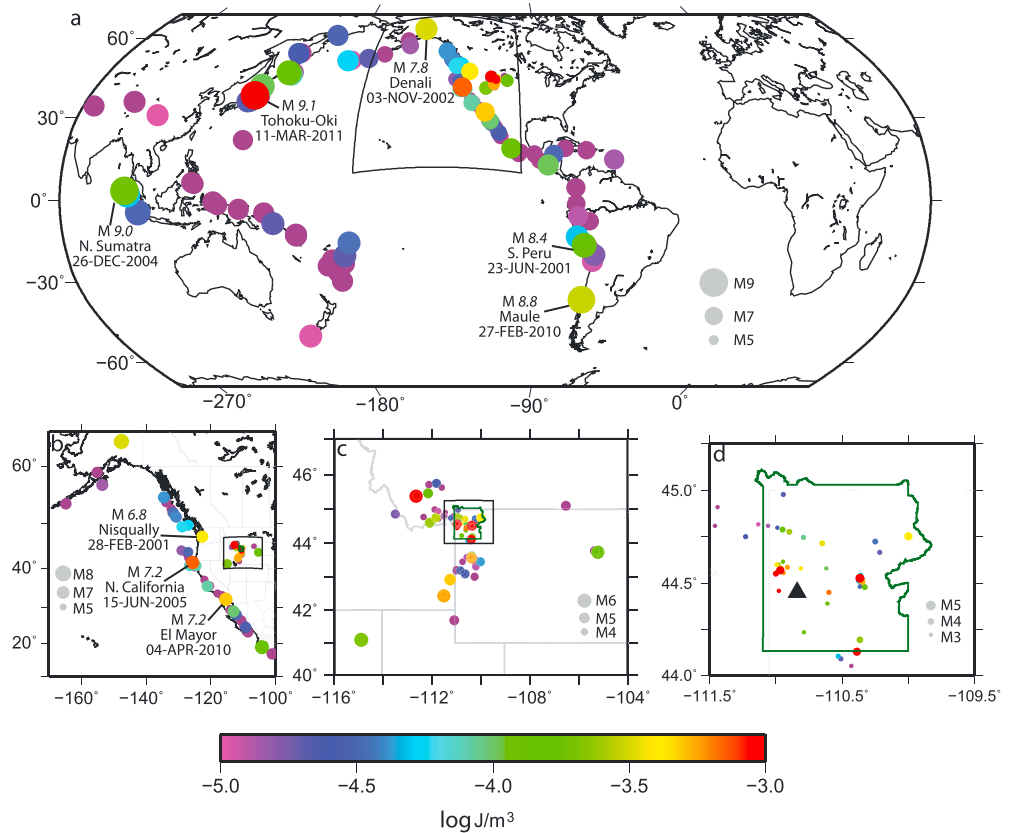 a
60°
30°
0°
−30°
−60°
−270°
−180°
−90°
0°
M 7.8
Denali
03-NOV-2002
M 9.1
Tohoku-Oki
11-MAR-2011
M 9.0
N. Sumatra
26-DEC-2004
M 8.4
S. Peru
23-JUN-2001
M 8.8
Maule
27-FEB-2010
M9
M7
M5
b
60°
40°
20°
−160
−140
−120
−100
M 6.8
Nisqually
28-FEB-2001
M 7.2
N. California
15-JUN-2005
M 7.2
El Mayor
04-APR-2010
M8
M7
M5
c
46°
44°
42°
40°
−116
−112
−108
−104
M6
M5
M4
d
45.0°
44.5°
44.0°
−111.5°
−110.5°
−109.5°
M5
M4
M3
−5.0
−4.5
−4.0
−3.5
−3.0
log J/m³